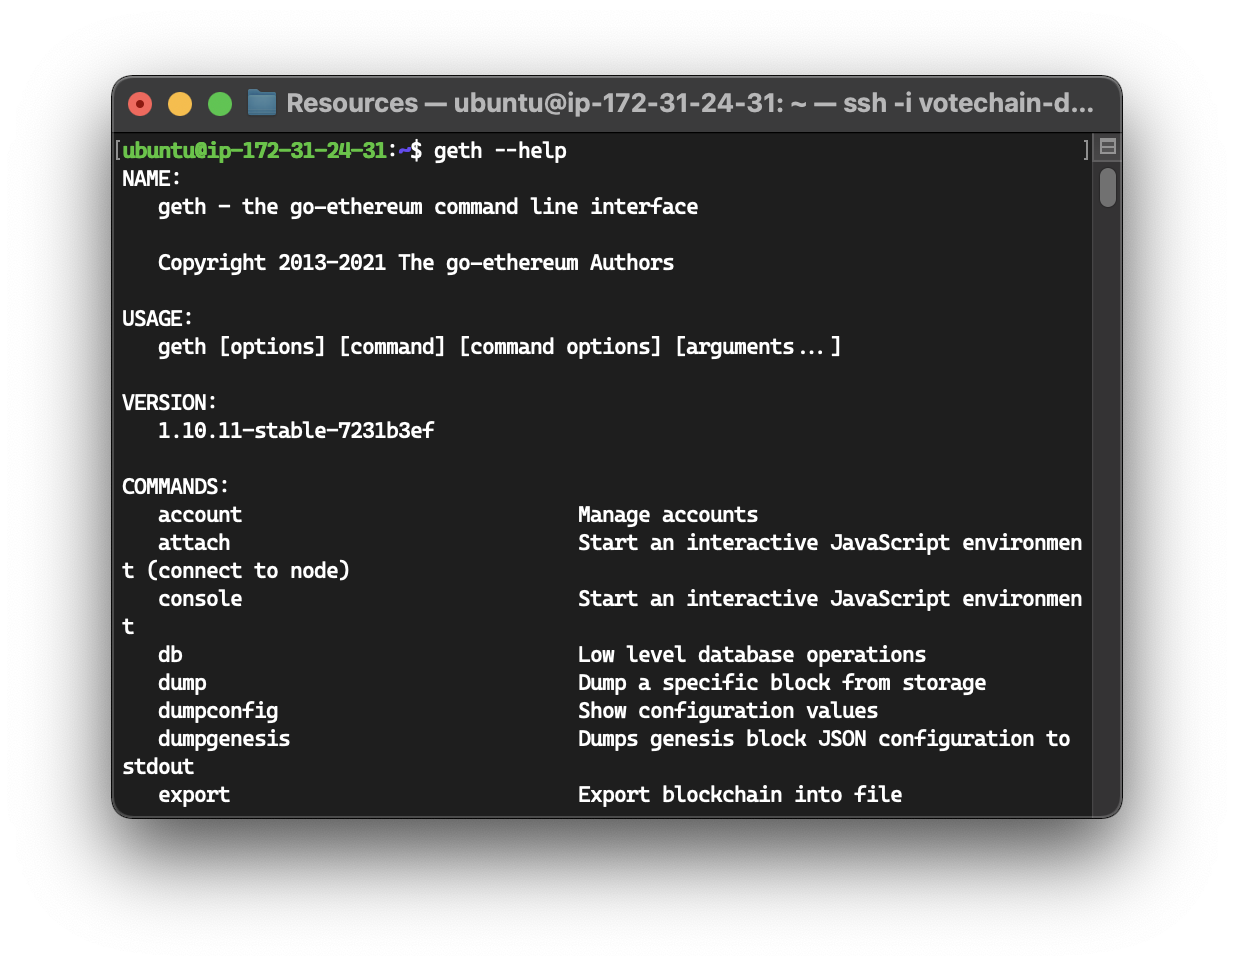 Resources — ubuntu@ip-172-31-24-31: ~ — ssh -i votechain-d...
[ubuntu@ip-172-31-24-31:~$ geth --help ]
NAME:
   geth - the go-ethereum command line interface
   Copyright 2013-2021 The go-ethereum Authors
USAGE:
   geth [options] [command] [command options] [arguments...]
VERSION:
   1.10.11-stable-7231b3ef
COMMANDS:
   account                            Manage accounts
   attach                             Start an interactive JavaScript environmen
t (connect to node)
   console                            Start an interactive JavaScript environmen
t
   db                                 Low level database operations
   dump                               Dump a specific block from storage
   dumpconfig                         Show configuration values
   dumpgenesis                        Dumps genesis block JSON configuration to
stdout
   export                             Export blockchain into file